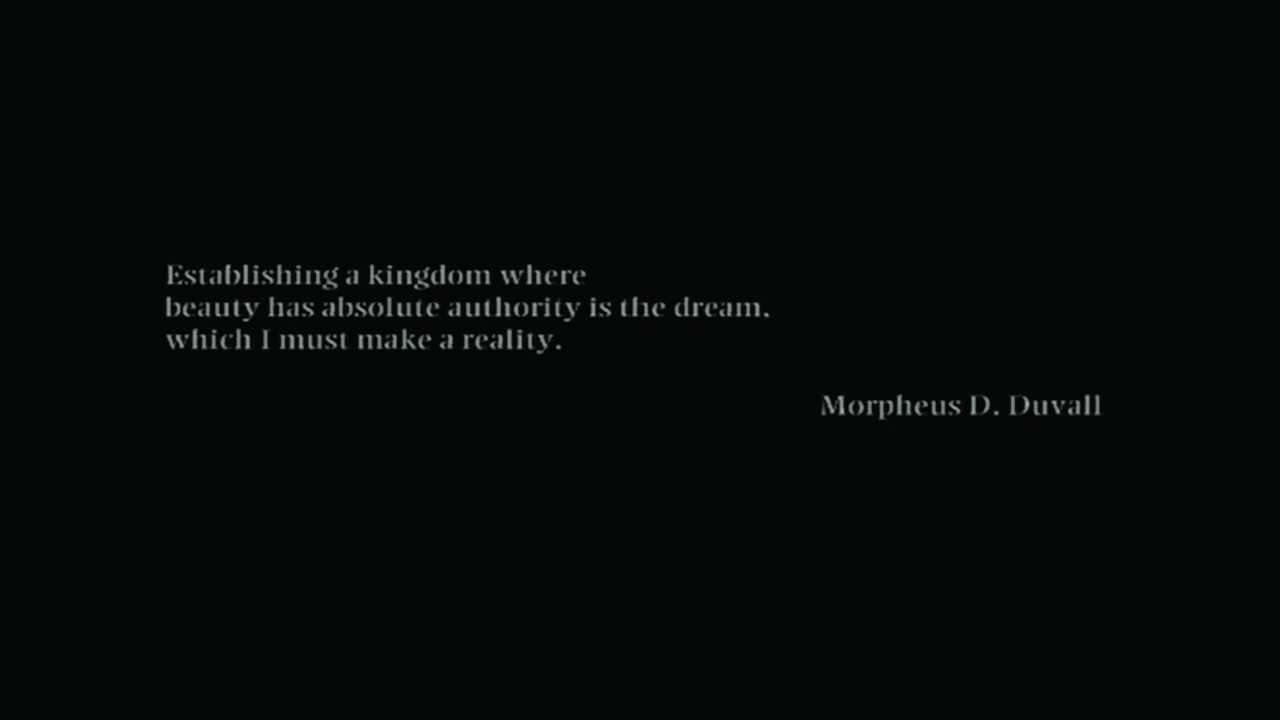 Establishing a kingdom where
beauty has absolute authority is the dream,
which I must make a reality.
Morpheus D. Duvall